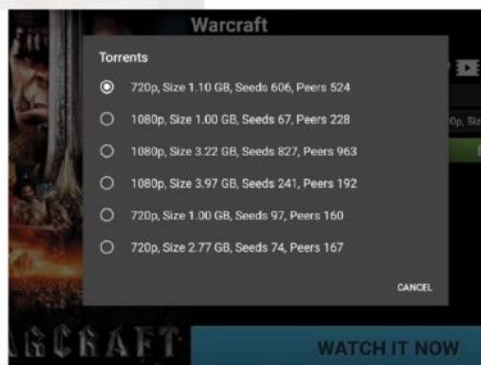 Warcraft
Torrents
720p, Size 1.10 GB, Seeds 606, Peers 524
1080p, Size 1.00 GB, Seeds 67, Peers 228
1080p, Size 3.22 GB, Seeds 827, Peers 963
1080p, Size 3.97 GB, Seeds 241, Peers 192
720p, Size 1.00 GB, Seeds 97, Peers 160
720p, Size 2.77 GB, Seeds 74, Peers 167
CANCEL
WATCH IT NOW